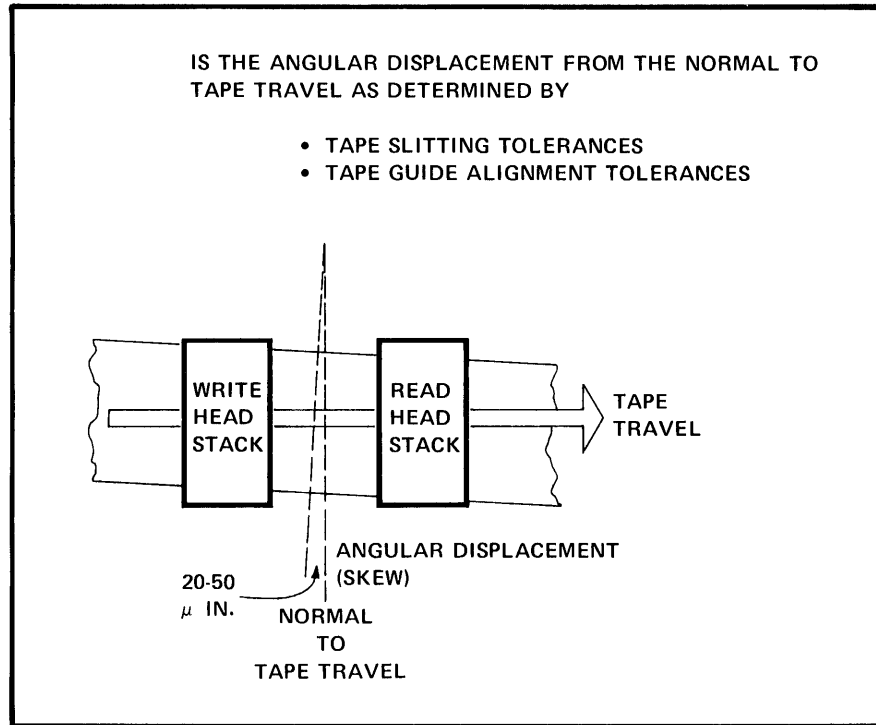 IS THE ANGULAR DISPLACEMENT FROM THE NORMAL TO
TAPE TRAVEL AS DETERMINED BY
• TAPE SLITTING TOLERANCES
• TAPE GUIDE ALIGNMENT TOLERANCES
WRITE
HEAD
STACK
READ
HEAD
STACK
TAPE
TRAVEL
ANGULAR DISPLACEMENT
(SKEW)
20-50
μ IN.
NORMAL
TO
TAPE TRAVEL